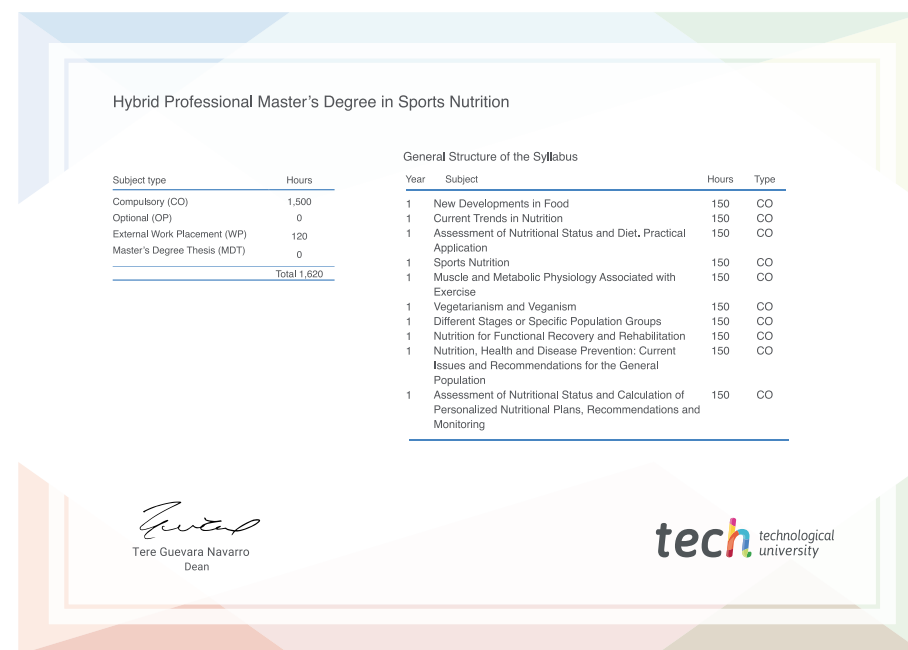 Hybrid Professional Master's Degree in Sports Nutrition
General Structure of the Syllabus
Subject type Hours
Compulsory (CO) 1,500
Optional (OP) 0
External Work Placement (WP) 120
Master's Degree Thesis (MDT) 0
Total 1,620
Year Subject Hours Type
1 New Developments in Food 150 CO
1 Current Trends in Nutrition 150 CO
1 Assessment of Nutritional Status and Diet. Practical 150 CO
Application
1 Sports Nutrition 150 CO
1 Muscle and Metabolic Physiology Associated with 150 CO
Exercise
1 Vegetarianism and Veganism 150 CO
1 Different Stages or Specific Population Groups 150 CO
1 Nutrition for Functional Recovery and Rehabilitation 150 CO
1 Nutrition, Health and Disease Prevention: Current 150 CO
Issues and Recommendations for the General
Population
1 Assessment of Nutritional Status and Calculation of 150 CO
Personalized Nutritional Plans, Recommendations and
Monitoring
Tere Guevara Navarro
Dean
tech technological
university